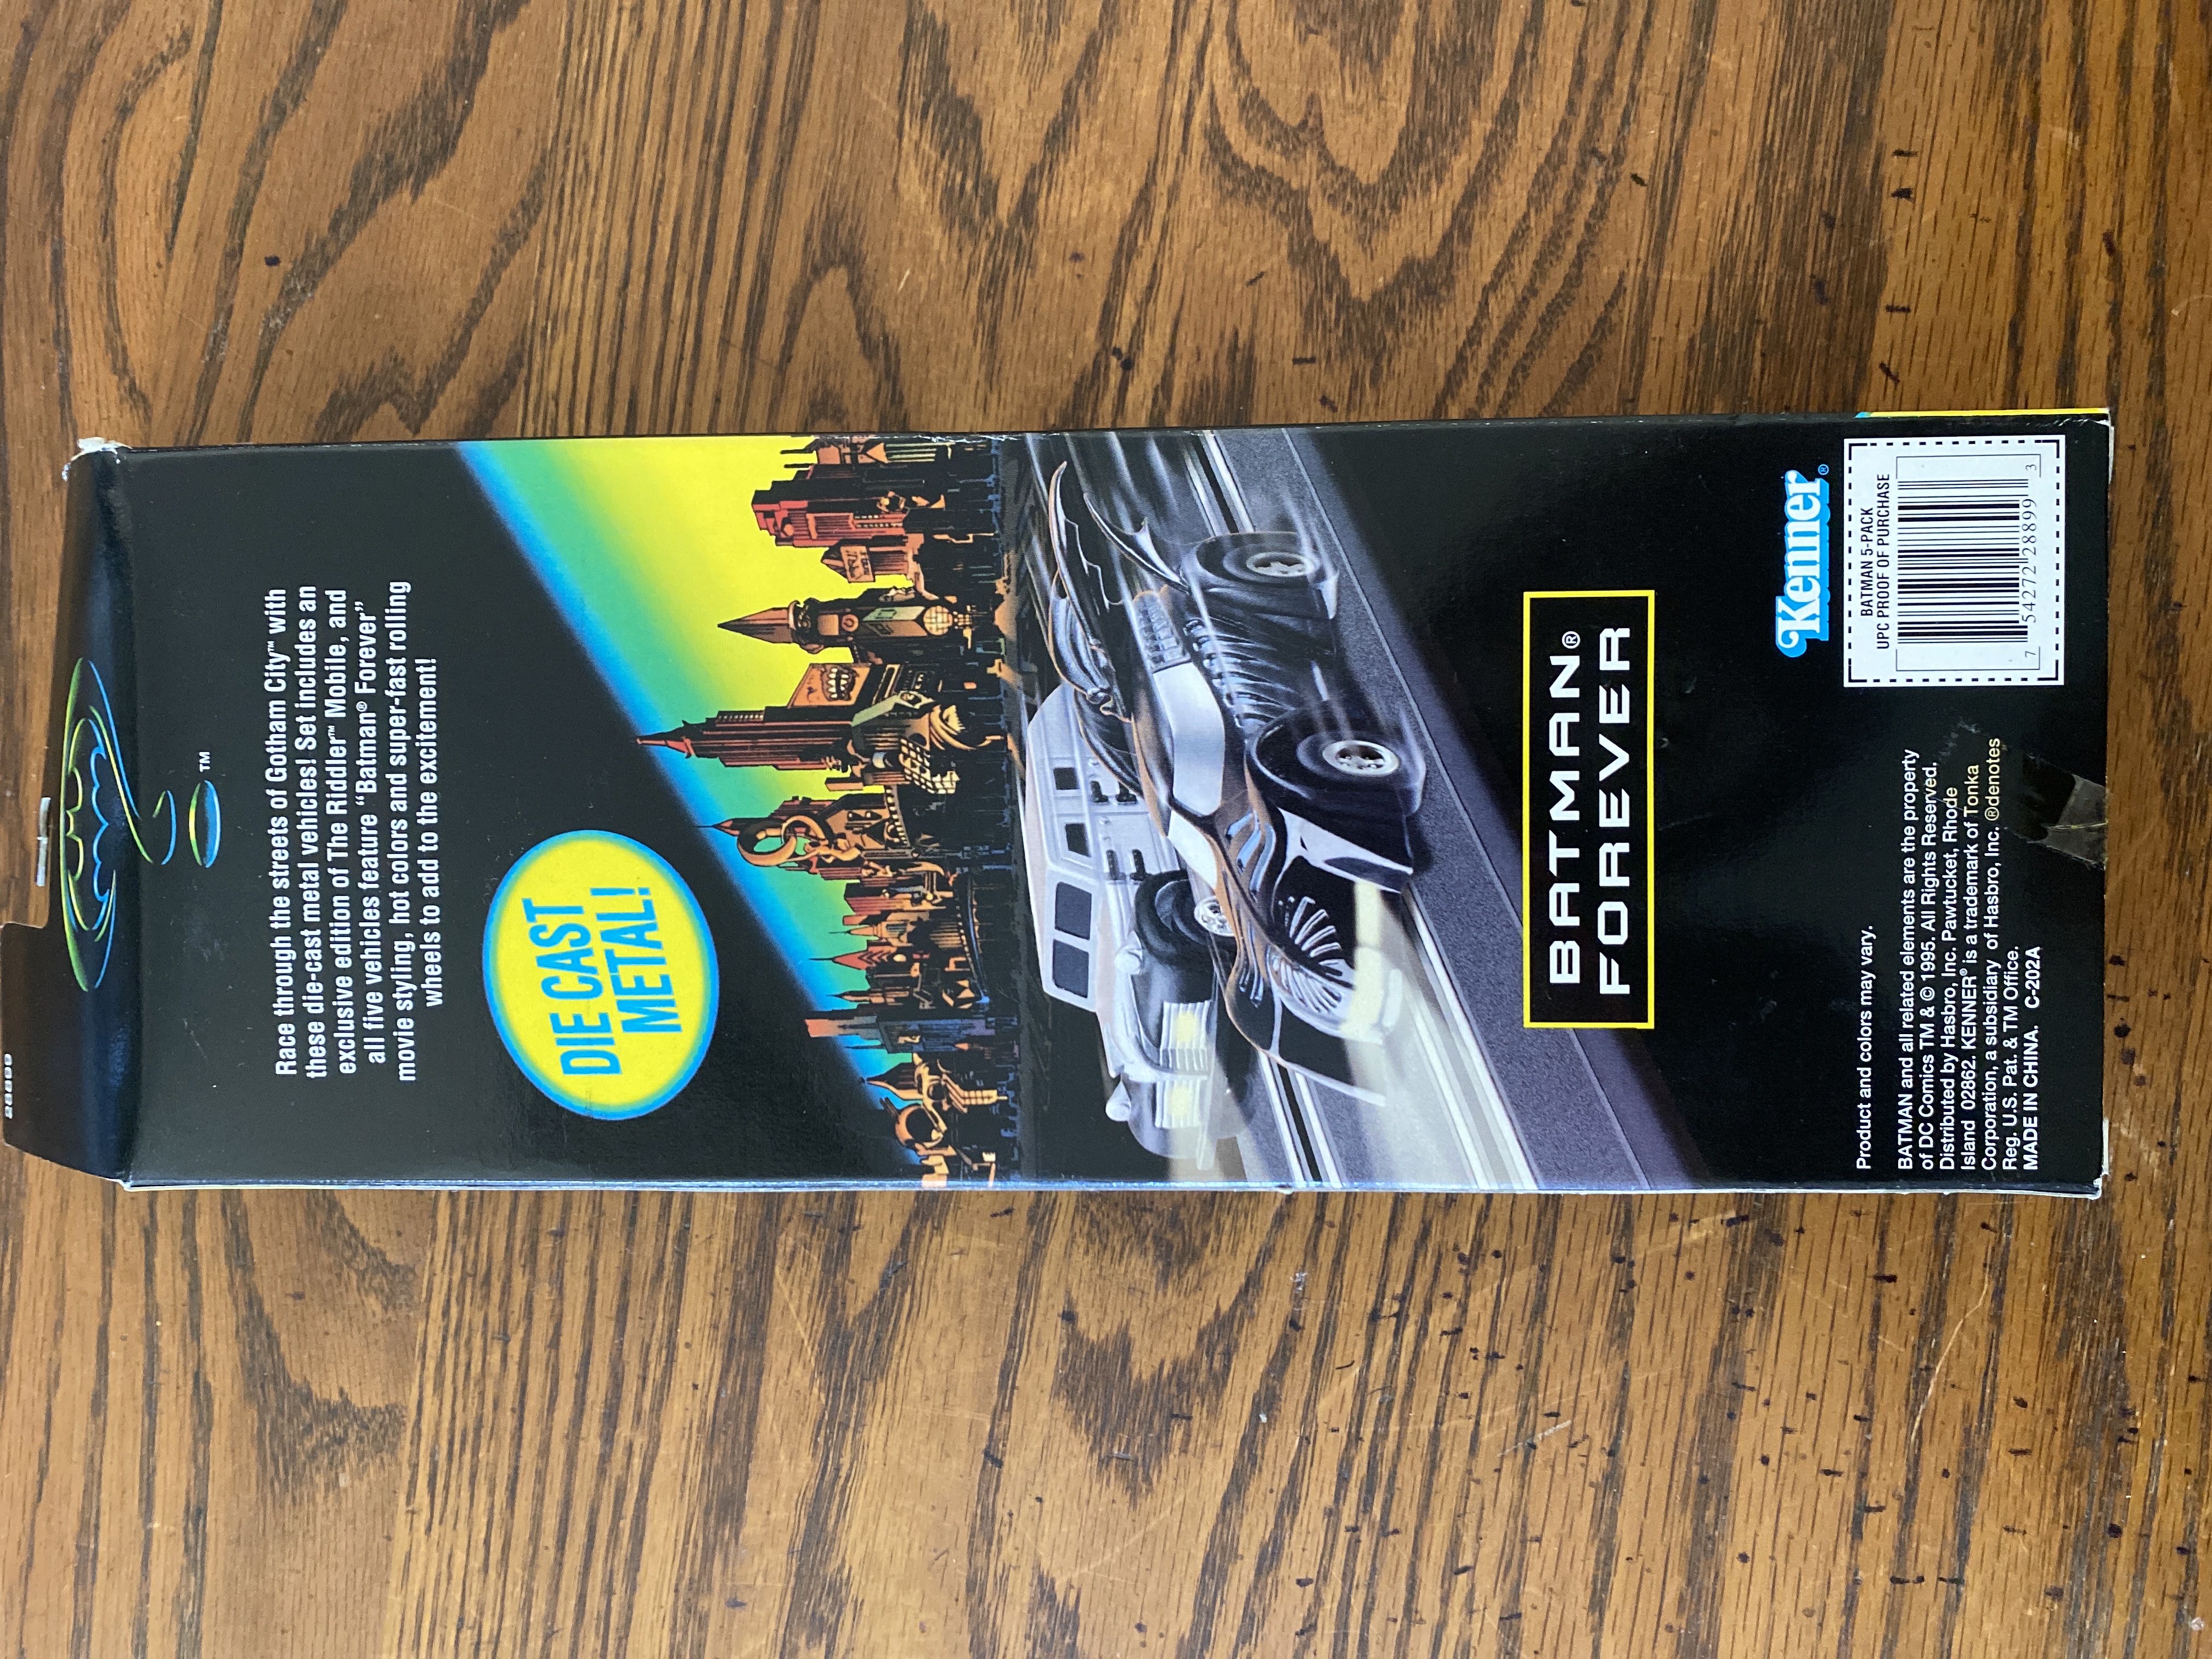 28899
™
Race through the streets of Gotham City™ with
these die-cast metal vehicles! Set includes an
exclusive edition of The Riddler™ Mobile, and
all five vehicles feature “Batman® Forever”
movie styling, hot colors and super-fast rolling
wheels to add to the excitement!
DIE CAST
METAL!
BATMAN®
FOREVER
Kenner®
Product and colors may vary.
BATMAN and all related elements are the property
of DC Comics TM & © 1995. All Rights Reserved.
Distributed by Hasbro, Inc. Pawtucket, Rhode
Island 02862. KENNER® is a trademark of Tonka
Corporation, a subsidiary of Hasbro, Inc. ®denotes
Reg. U.S. Pat. & TM Office.
MADE IN CHINA. C-202A
BATMAN 5-PACK
UPC PROOF OF PURCHASE
7 54272 28899 3